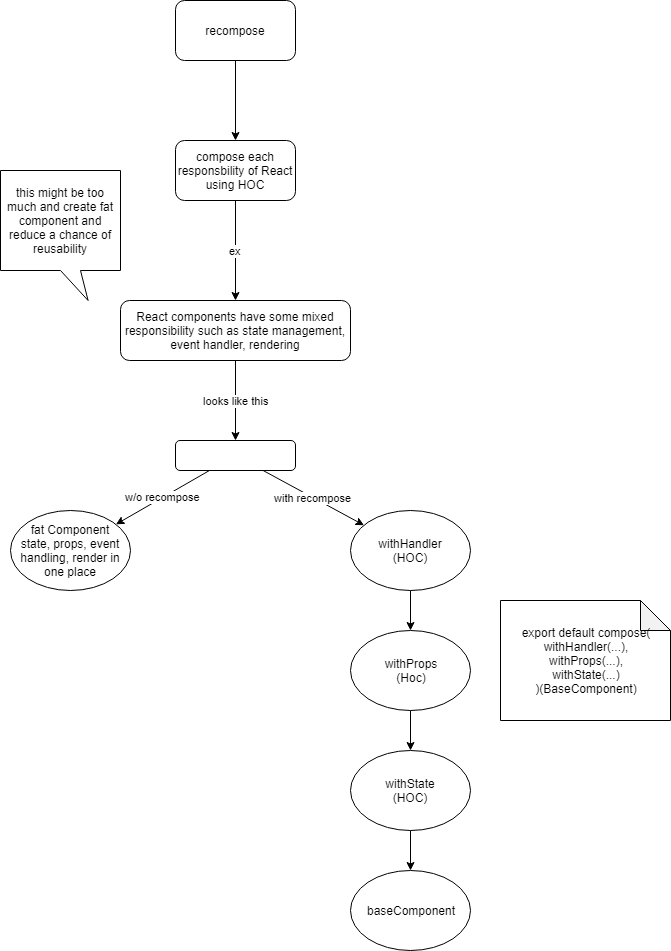 recompose
compose each
responsbility of React
using HOC
this might be too
much and create fat
component and
reduce a chance of
reusability
ex
React components have some mixed
responsibility such as state management,
event handler, rendering
looks like this
w/o recompose
with recompose
fat Component
state, props, event
handling, render in
one place
withHandler
(HOC)
withProps
(Hoc)
export default compose(
withHandler(...),
withProps(...),
withState(...)
)(BaseComponent)
withState
(HOC)
baseComponent